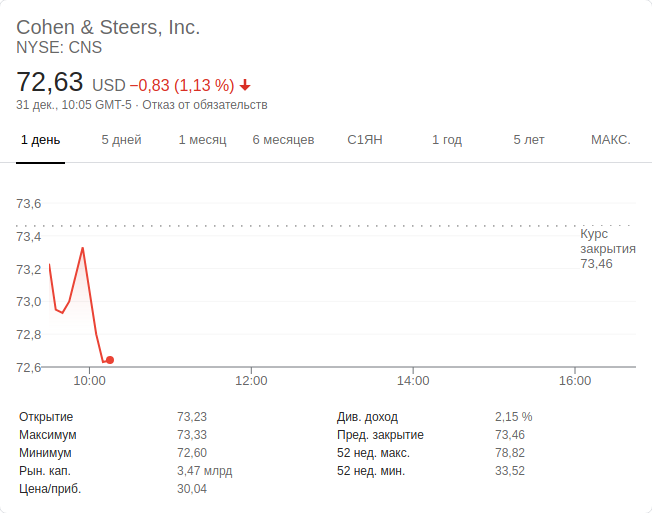 Cohen & Steers, Inc.
NYSE: CNS
72,63 USD −0,83 (1,13 %)
31 дек., 10:05 GMT-5 · Отказ от обязательств
1 день 5 дней 1 месяц 6 месяцев С1ЯН 1 год 5 лет МАКС.
73,6
73,4
Курс
закрытия
73,46
73,2
73,0
72,8
72,6
10:00 12:00 14:00 16:00
Открытие 73,23 Див. доход 2,15 %
Максимум 73,33 Пред. закрытие 73,46
Минимум 72,60 52 нед. макс. 78,82
Рын. кап. 3,47 млрд 52 нед. мин. 33,52
Цена/приб. 30,04